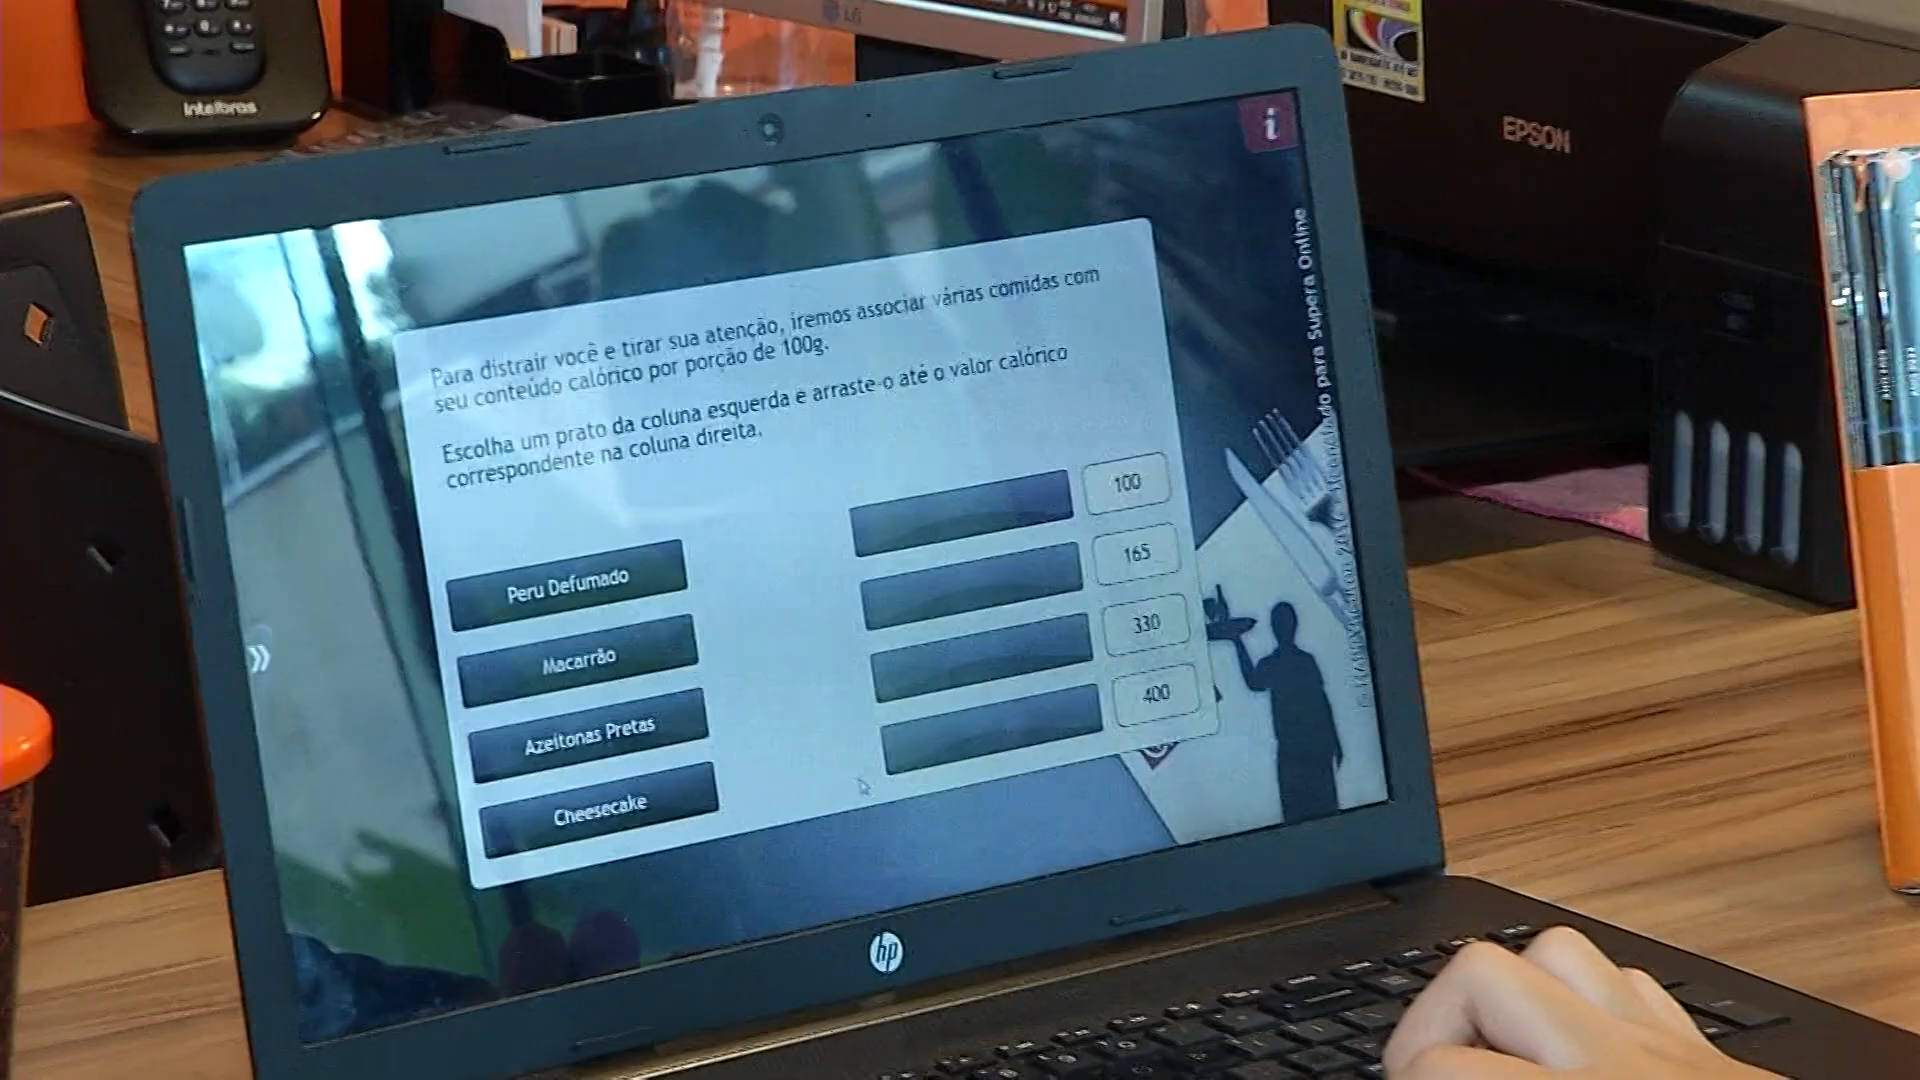 LG
intelbras
EPSON
i
Para distrair você e tirar sua atenção, iremos associar várias comidas com
seu conteúdo calórico por porção de 100g.
Escolha um prato da coluna esquerda e arraste-o até o valor calórico
correspondente na coluna direita.
100
165
330
400
Peru Defumado
Macarrão
Azeitonas Pretas
Cheesecake
para Supera Online
hp